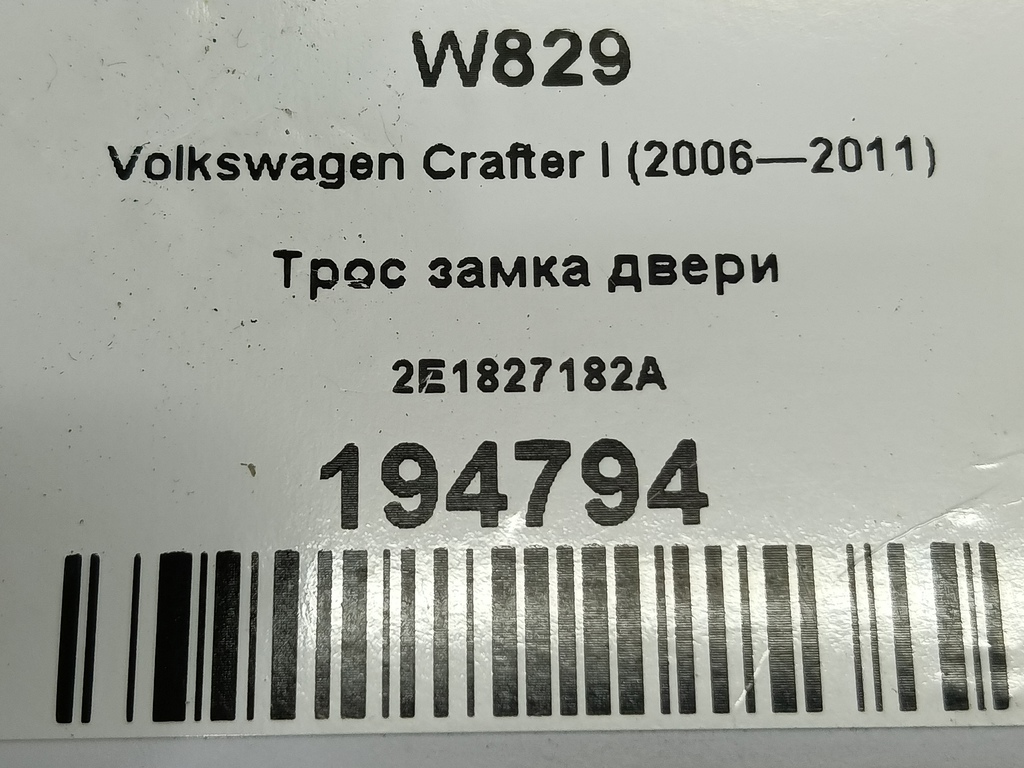 W829
Volkswagen Crafter I (2006—2011)
Трос замка двери
2E1827182A
194794